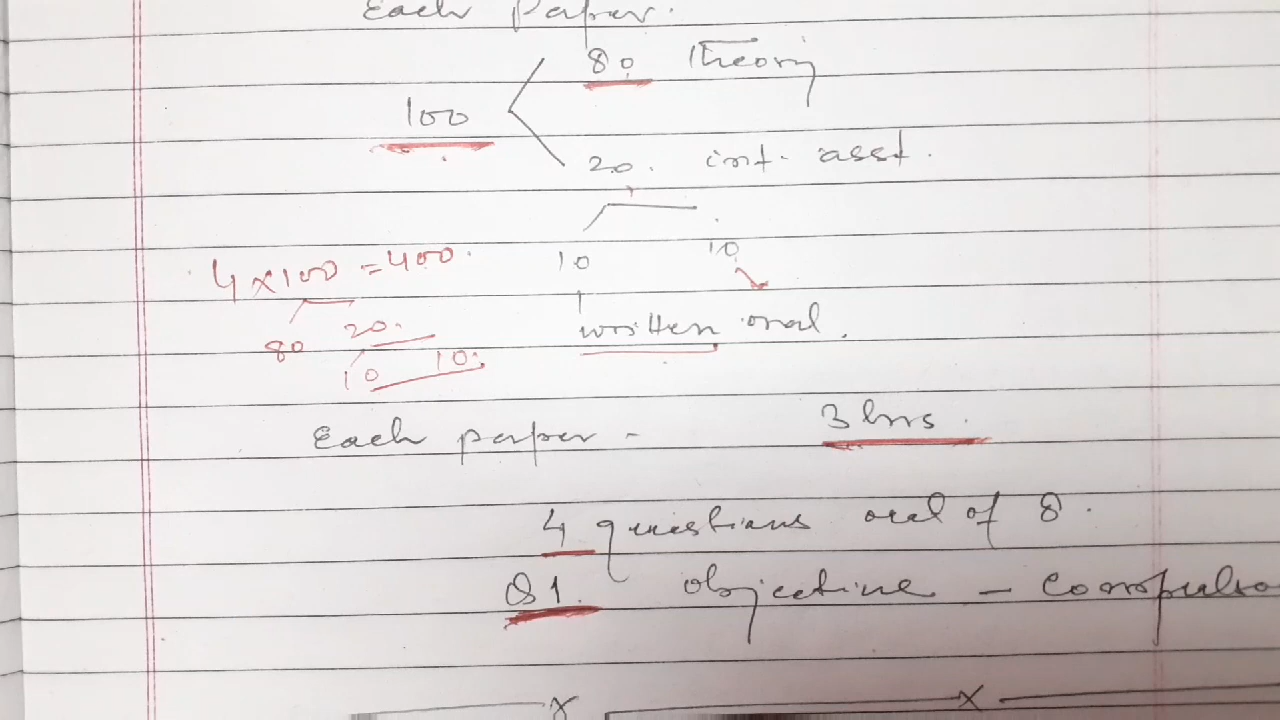 Each Paper.
80 Theory
100
20. int. asst.
4 x 100 = 400.
10 10
80 20.
written oral.
10 10.
Each paper - 3 hrs.
4 questions out of 8.
Q1. objective - Compulso
x x